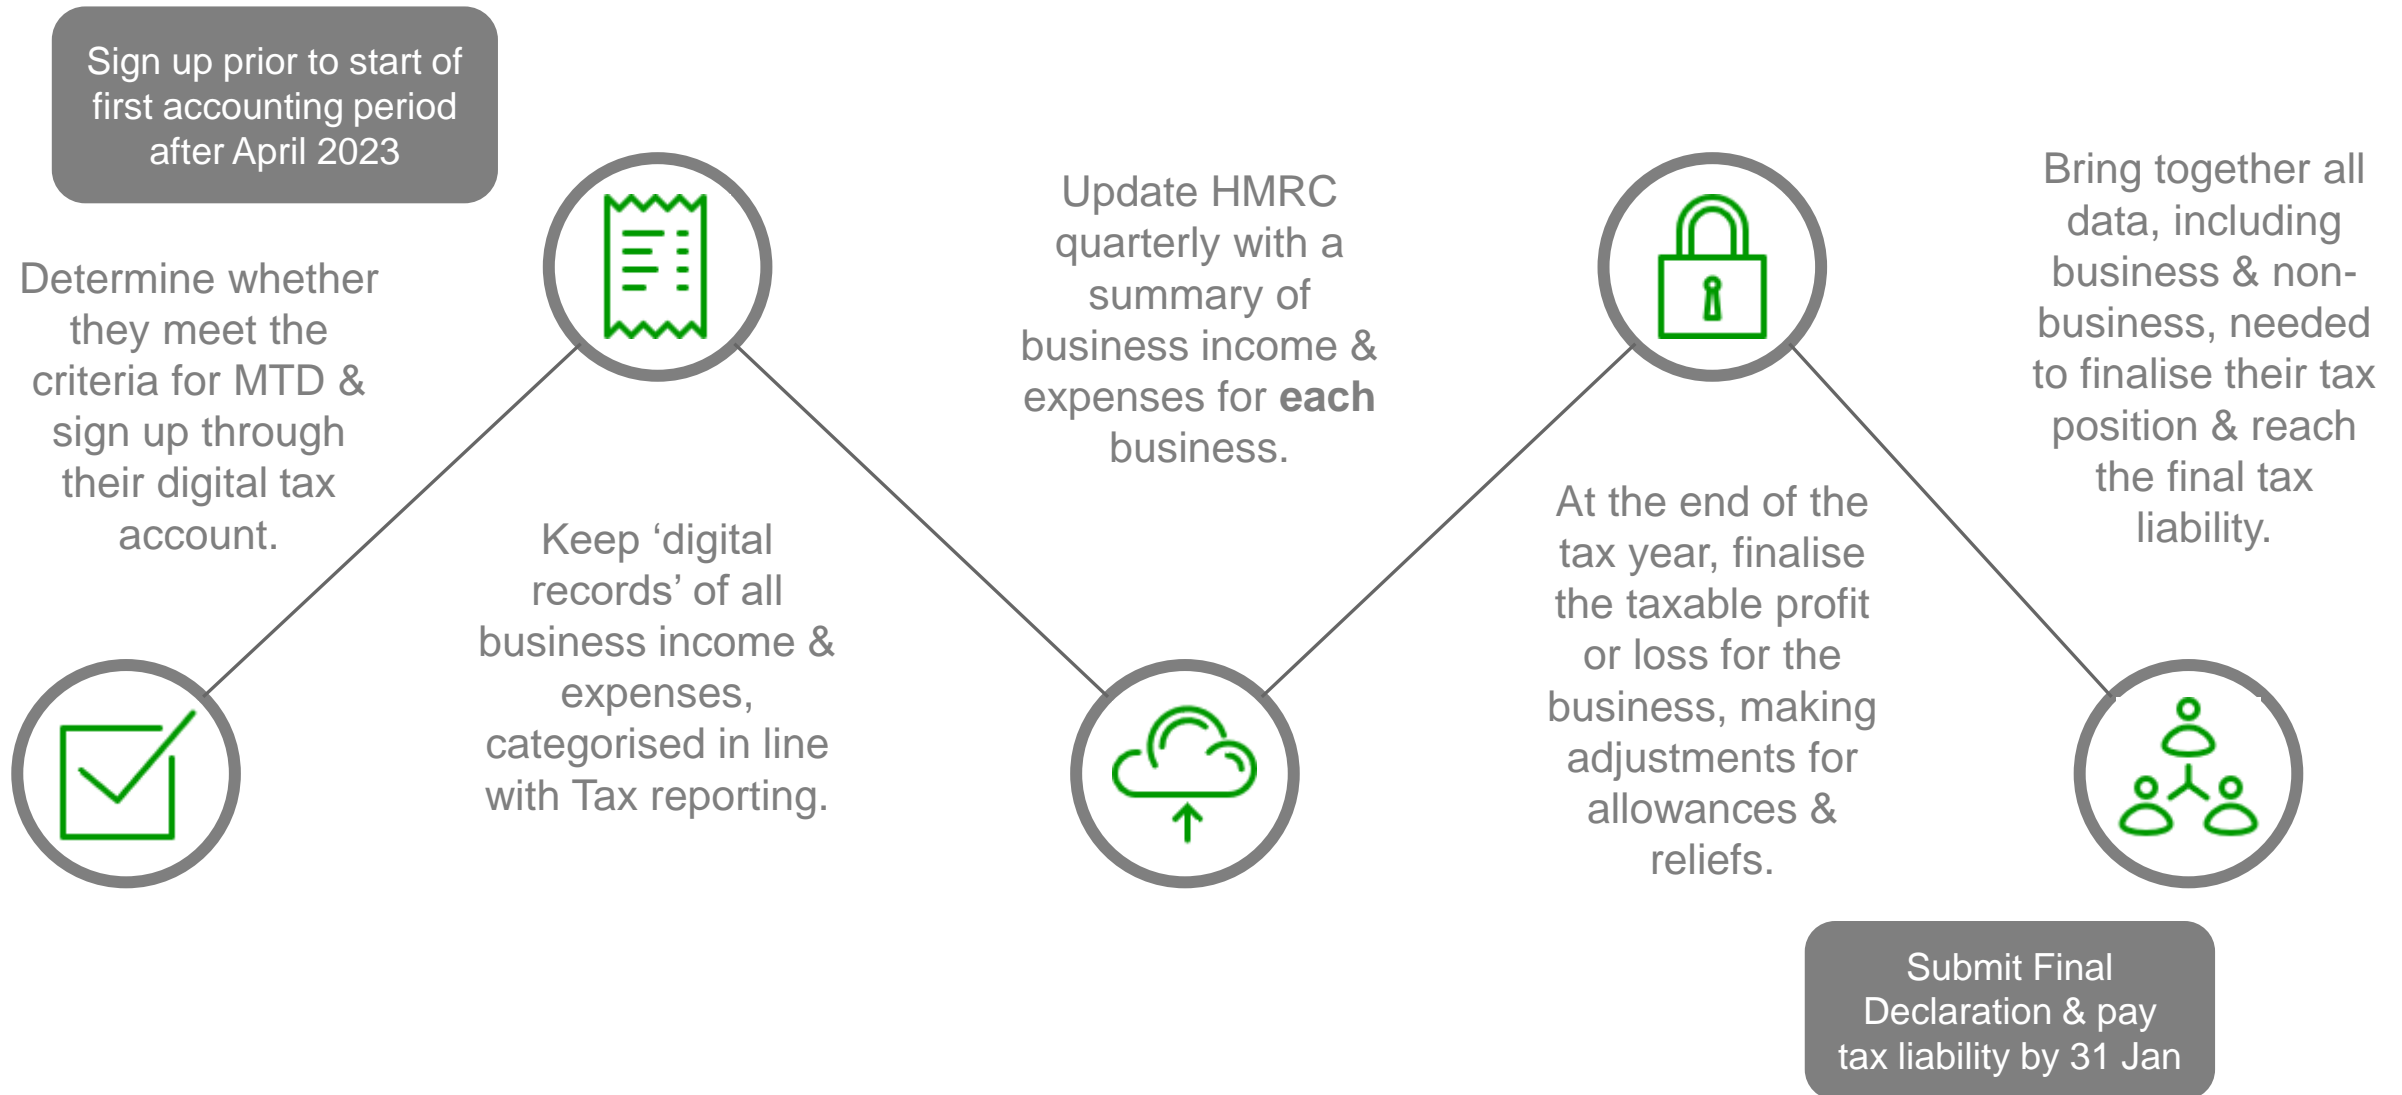 Sign up prior to start of
first accounting period
after April 2023
Determine whether
they meet the
criteria for MTD &
sign up through
their digital tax
account.
Keep ‘digital
records’ of all
business income &
expenses,
categorised in line
with Tax reporting.
Update HMRC
quarterly with a
summary of
business income &
expenses for each
business.
At the end of the
tax year, finalise
the taxable profit
or loss for the
business, making
adjustments for
allowances &
reliefs.
Bring together all
data, including
business & non-
business, needed
to finalise their tax
position & reach
the final tax
liability.
Submit Final
Declaration & pay
tax liability by 31 Jan